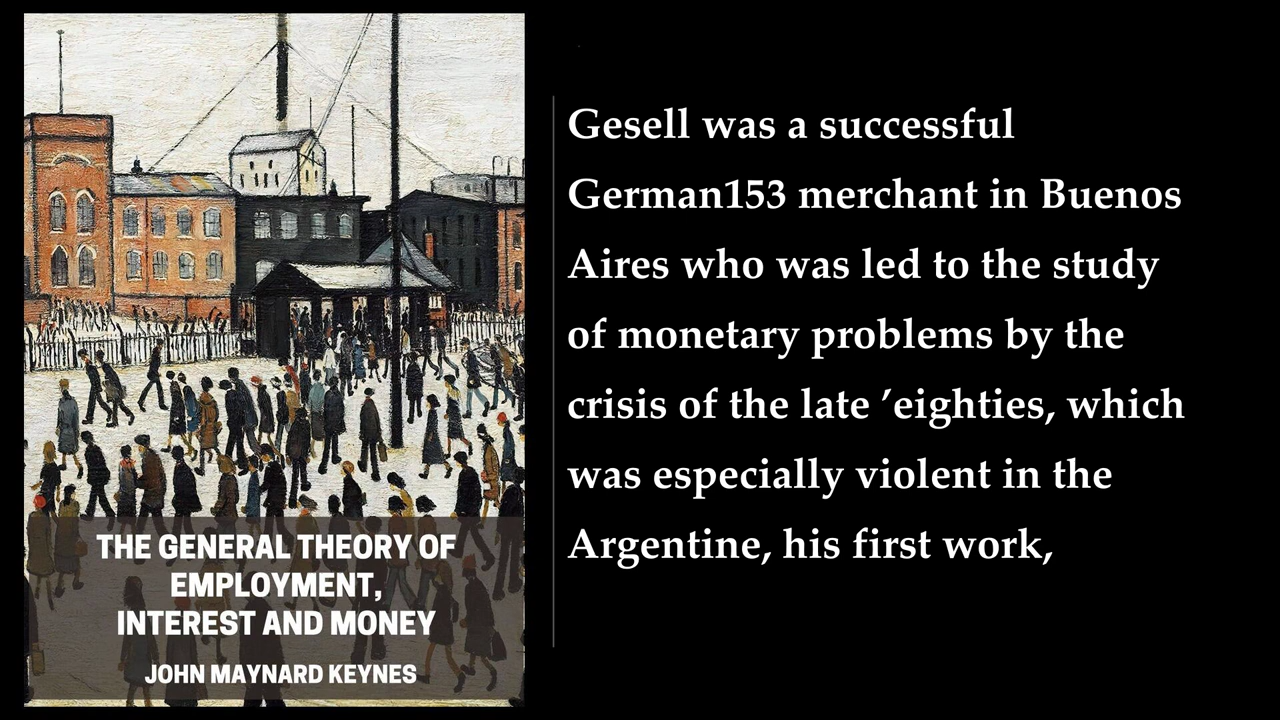 THE GENERAL THEORY OF
EMPLOYMENT,
INTEREST AND MONEY
JOHN MAYNARD KEYNES
Gesell was a successful
German153 merchant in Buenos
Aires who was led to the study
of monetary problems by the
crisis of the late ’eighties, which
was especially violent in the
Argentine, his first work,